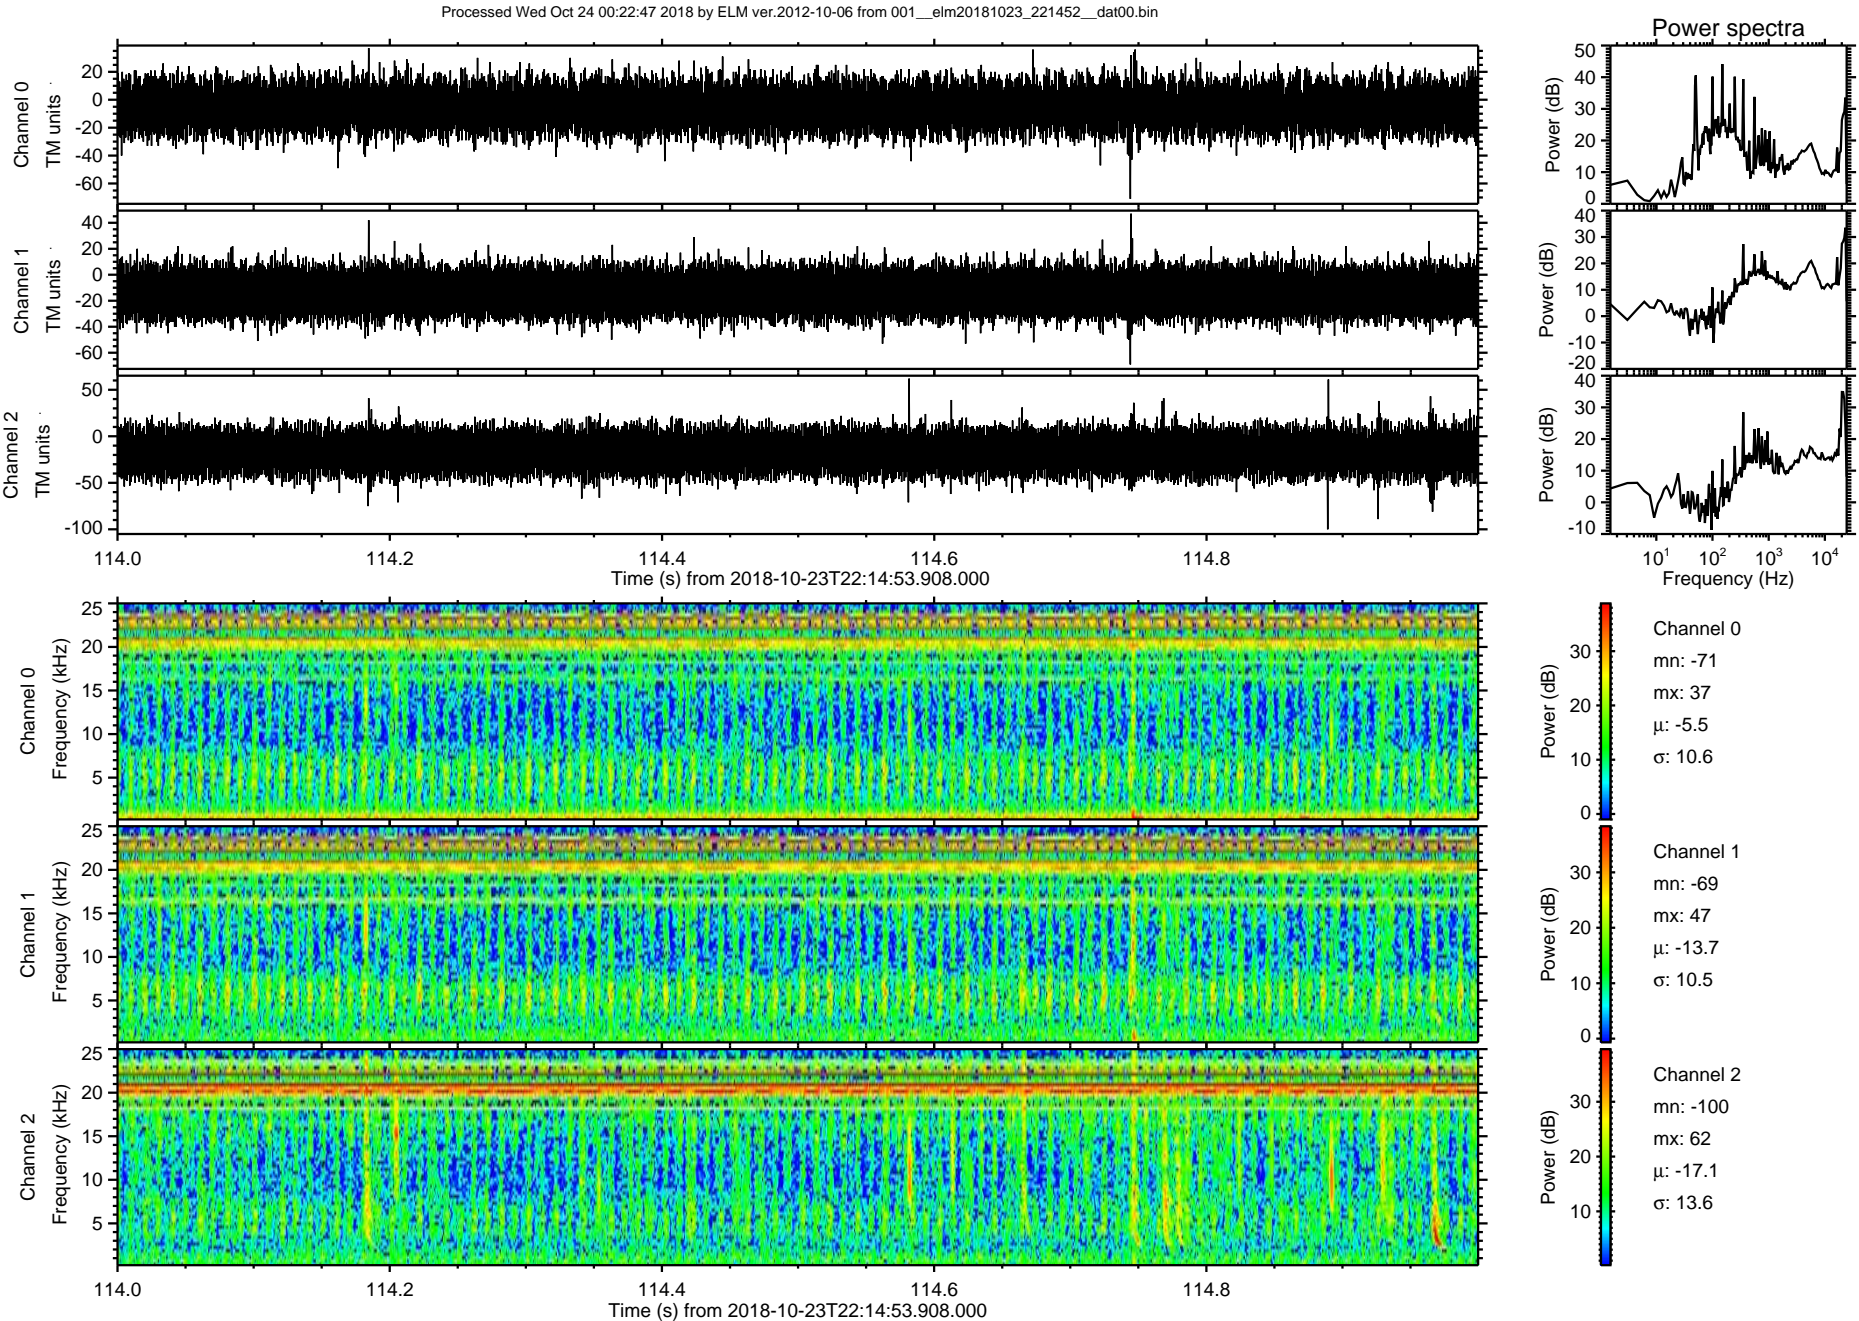 Processed Wed Oct 24 00:22:47 2018 by ELM ver.2012-10-06 from 001__elm20181023_221452__dat00.bin
Power spectra
Channel 0
TM units
20
0
-20
-40
-60
Power (dB)
50
40
30
20
10
0
Channel 1
TM units
40
20
0
-20
-40
-60
Power (dB)
40
30
20
10
0
-10
-20
Channel 2
TM units
50
0
-50
-100
Power (dB)
40
30
20
10
0
-10
114.0 114.2 114.4 114.6 114.8
Time (s) from 2018-10-23T22:14:53.908.000
10^1 10^2 10^3 10^4
Frequency (Hz)
Channel 0
Frequency (kHz)
25
20
15
10
5
Power (dB)
30
20
10
0
Channel 0
mn: -71
mx: 37
μ: -5.5
σ: 10.6
Channel 1
Frequency (kHz)
25
20
15
10
5
Power (dB)
30
20
10
0
Channel 1
mn: -69
mx: 47
μ: -13.7
σ: 10.5
Channel 2
Frequency (kHz)
25
20
15
10
5
Power (dB)
30
20
10
Channel 2
mn: -100
mx: 62
μ: -17.1
σ: 13.6
114.0 114.2 114.4 114.6 114.8
Time (s) from 2018-10-23T22:14:53.908.000